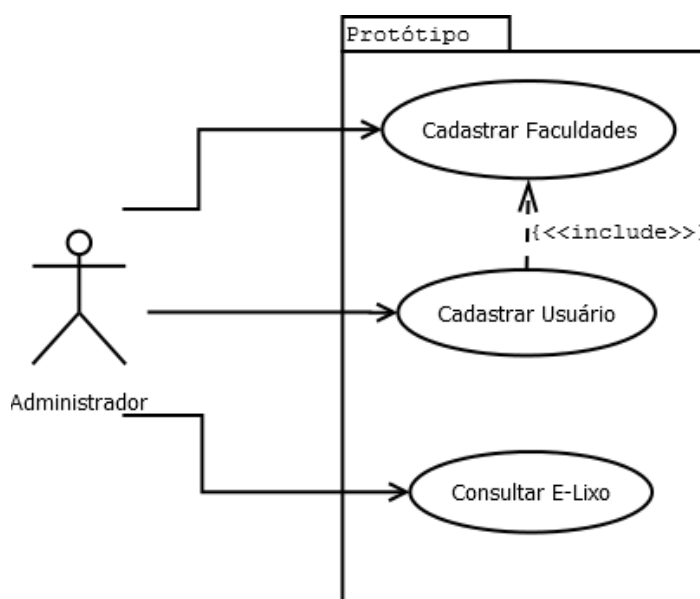 Protótipo
Cadastrar Faculdades
{<<include>>}
Cadastrar Usuário
Administrador
Consultar E-Lixo